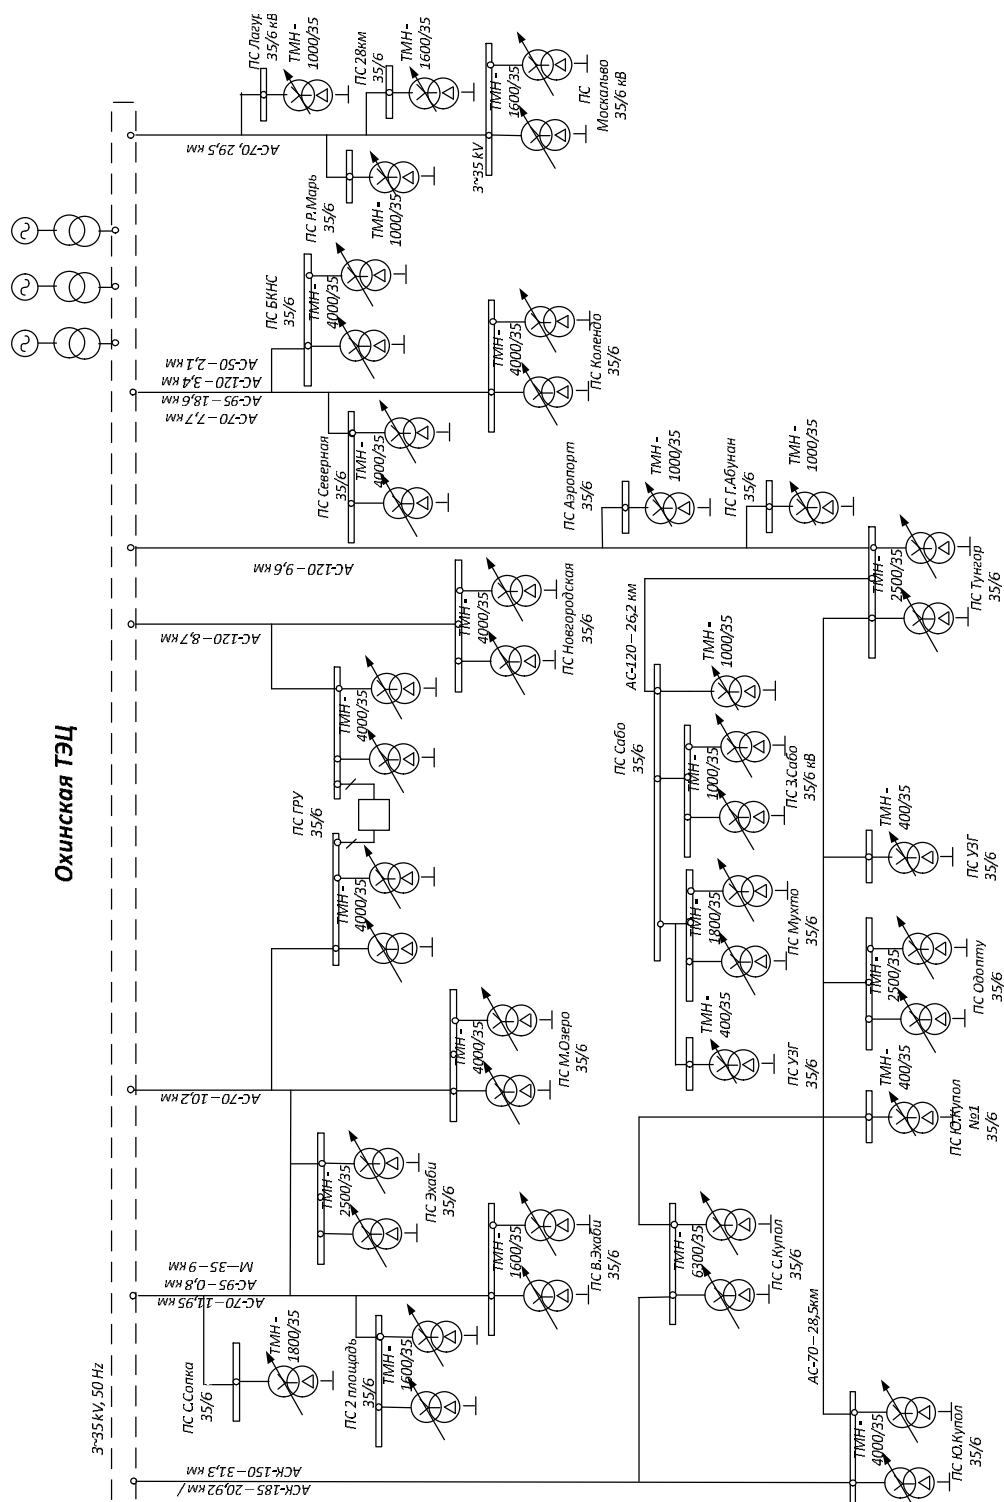 Охинская ТЭЦ
3~35 kV, 50 Hz
ПС Лагур
35/6 кВ
ТМН-
1000/35
ПС 28км
35/6
ТМН-
1600/35
ТМН-
1600/35
ПС
Москальво
35/6 кВ
АС-70, 29,5 км
3~35 kV
ПС Р.Марь
35/6
ТМН-
1000/35
ПС БКНС
35/6
ТМН-
4000/35
АС-50–2,1 км
АС-120–3,4 км
АС-95–18,6 км
АС-70–7,7 км
ТМН-
4000/35
ПС Колендо
35/6
ПС Северная
35/6
ТМН-
4000/35
ПС Аэропорт
35/6
ТМН-
1000/35
ПС Г.Абунан
35/6
ТМН-
1000/35
АС-120–9,6 км
ТМН-
2500/35
ПС Тунгор
35/6
АС-120–8,7 км
ТМН-
4000/35
ПС Новгородская
35/6
АС-120–26,2 км
ТМН-
4000/35
ПС ГРУ
35/6
ТМН-
4000/35
ПС Сабо
35/6
ТМН-
1000/35
ТМН-
1000/35
ПС З.Сабо
35/6 кВ
ТМН-
1800/35
ПС Мухто
35/6
ТМН-
400/35
ПС УЗГ
35/6
ТМН-
400/35
ПС УЗГ
35/6
ТМН-
2500/35
ПС Одопту
35/6
ТМН-
400/35
ПС Ю.Купол
№1
35/6
АС-70–10,2 км
ТМН-
4000/35
ПС М.Озеро
35/6
ТМН-
2500/35
ПС Эхаби
35/6
М—35–9 км
АС-95–0,8 км
АС-70–11,95 км
ТМН-
1600/35
ПС В.Эхаби
35/6
ТМН-
6300/35
ПС С.Купол
35/6
ПС С.Сопка
35/6
ТМН-
1800/35
ПС 2 площадь
35/6
ТМН-
1600/35
АС-70–28,5км
АСК-150–31,3 км
АСК-185–20,92 км /
ТМН-
4000/35
ПС Ю.Купол
35/6